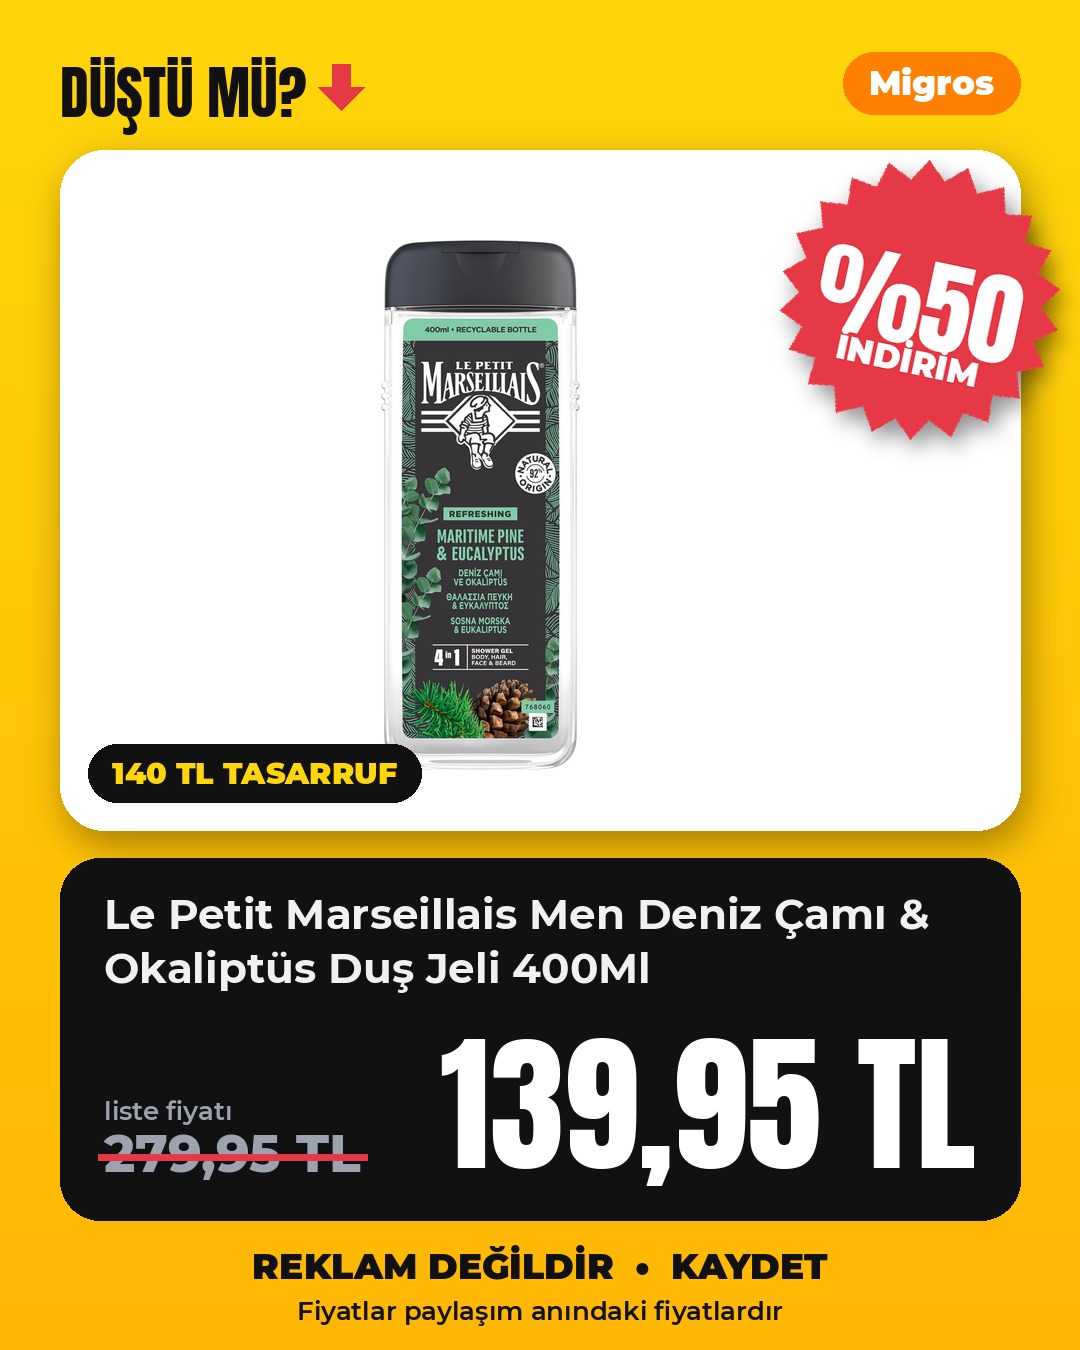 DÜŞTÜ MÜ?
Migros
%50
İNDİRİM
400ml • RECYCLABLE BOTTLE
LE PETIT
MARSEILLAIS®
NATURAL
92%
ORIGIN
REFRESHING
MARITIME PINE
& EUCALYPTUS
DENİZ ÇAMI
VE OKALİPTÜS
ΘΑΛΑΣΣΙΑ ΠΕΥΚΗ
& ΕΥΚΑΛΥΠΤΟΣ
SOSNA MORSKA
& EUKALIPTUS
4 in 1
SHOWER GEL
BODY, HAIR,
FACE & BEARD
768060
140 TL TASARRUF
Le Petit Marseillais Men Deniz Çamı &
Okaliptüs Duş Jeli 400Ml
liste fiyatı
279,95 TL
139,95 TL
REKLAM DEĞİLDİR • KAYDET
Fiyatlar paylaşım anındaki fiyatlardır